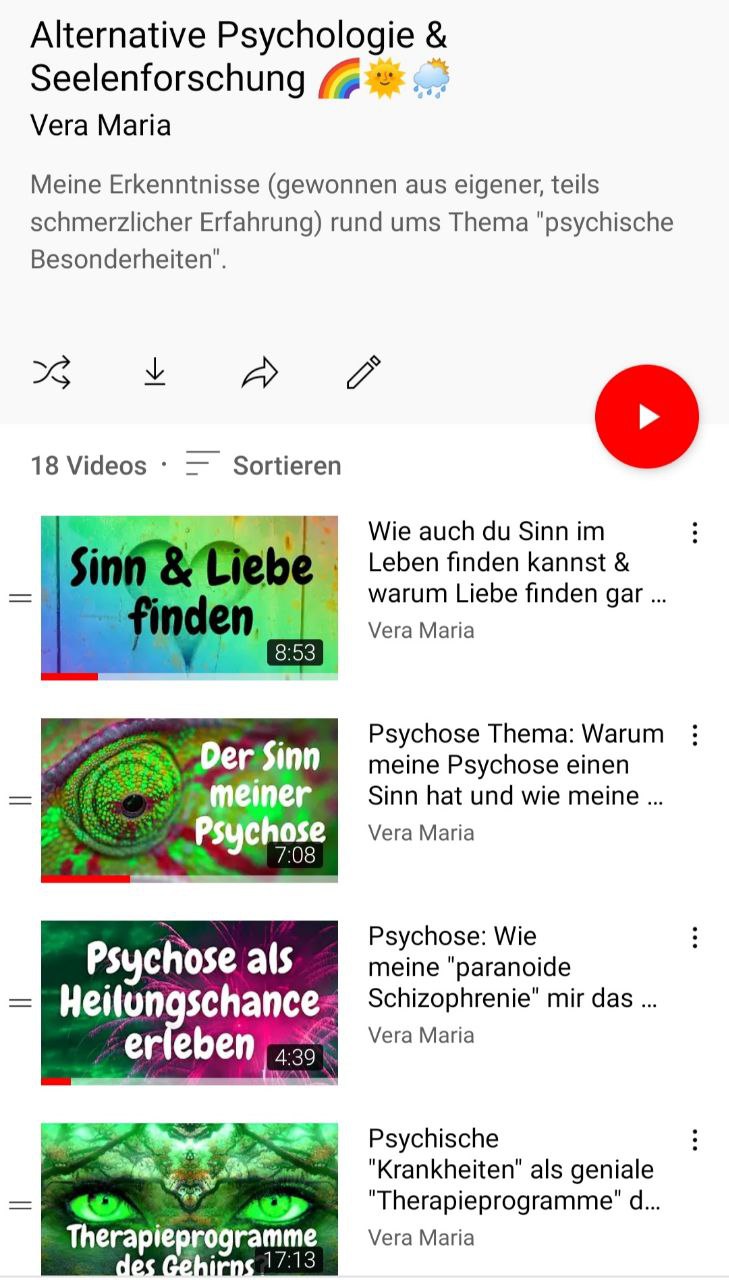 Alternative Psychologie &
Seelenforschung 🌈🌞🌦
Vera Maria
Meine Erkenntnisse (gewonnen aus eigener, teils
schmerzlicher Erfahrung) rund ums Thema "psychische
Besonderheiten".
18 Videos · Sortieren
Sinn & Liebe
finden
8:53
Wie auch du Sinn im
Leben finden kannst &
warum Liebe finden gar ...
Vera Maria
Der Sinn
meiner
Psychose
7:08
Psychose Thema: Warum
meine Psychose einen
Sinn hat und wie meine ...
Vera Maria
Psychose als
Heilungschance
erleben
4:39
Psychose: Wie
meine "paranoide
Schizophrenie" mir das ...
Vera Maria
Therapieprogramme
des Gehirns
17:13
Psychische
"Krankheiten" als geniale
"Therapieprogramme" d...
Vera Maria